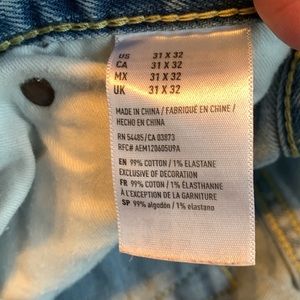 US 31 X 32
CA 31 X 32
MX 31 X 32
UK 31 X 32
MADE IN CHINA / FABRIQUÉ EN CHINE /
HECHO EN CHINA
RN 54485/CA 03873
RFC# AEM120605U9A
EN 99% COTTON / 1% ELASTANE
EXCLUSIVE OF DECORATION
FR 99% COTON / 1% ÉLASTHANNE
À L'EXCEPTION DE LA GARNITURE
SP 99% algodón / 1% elastano